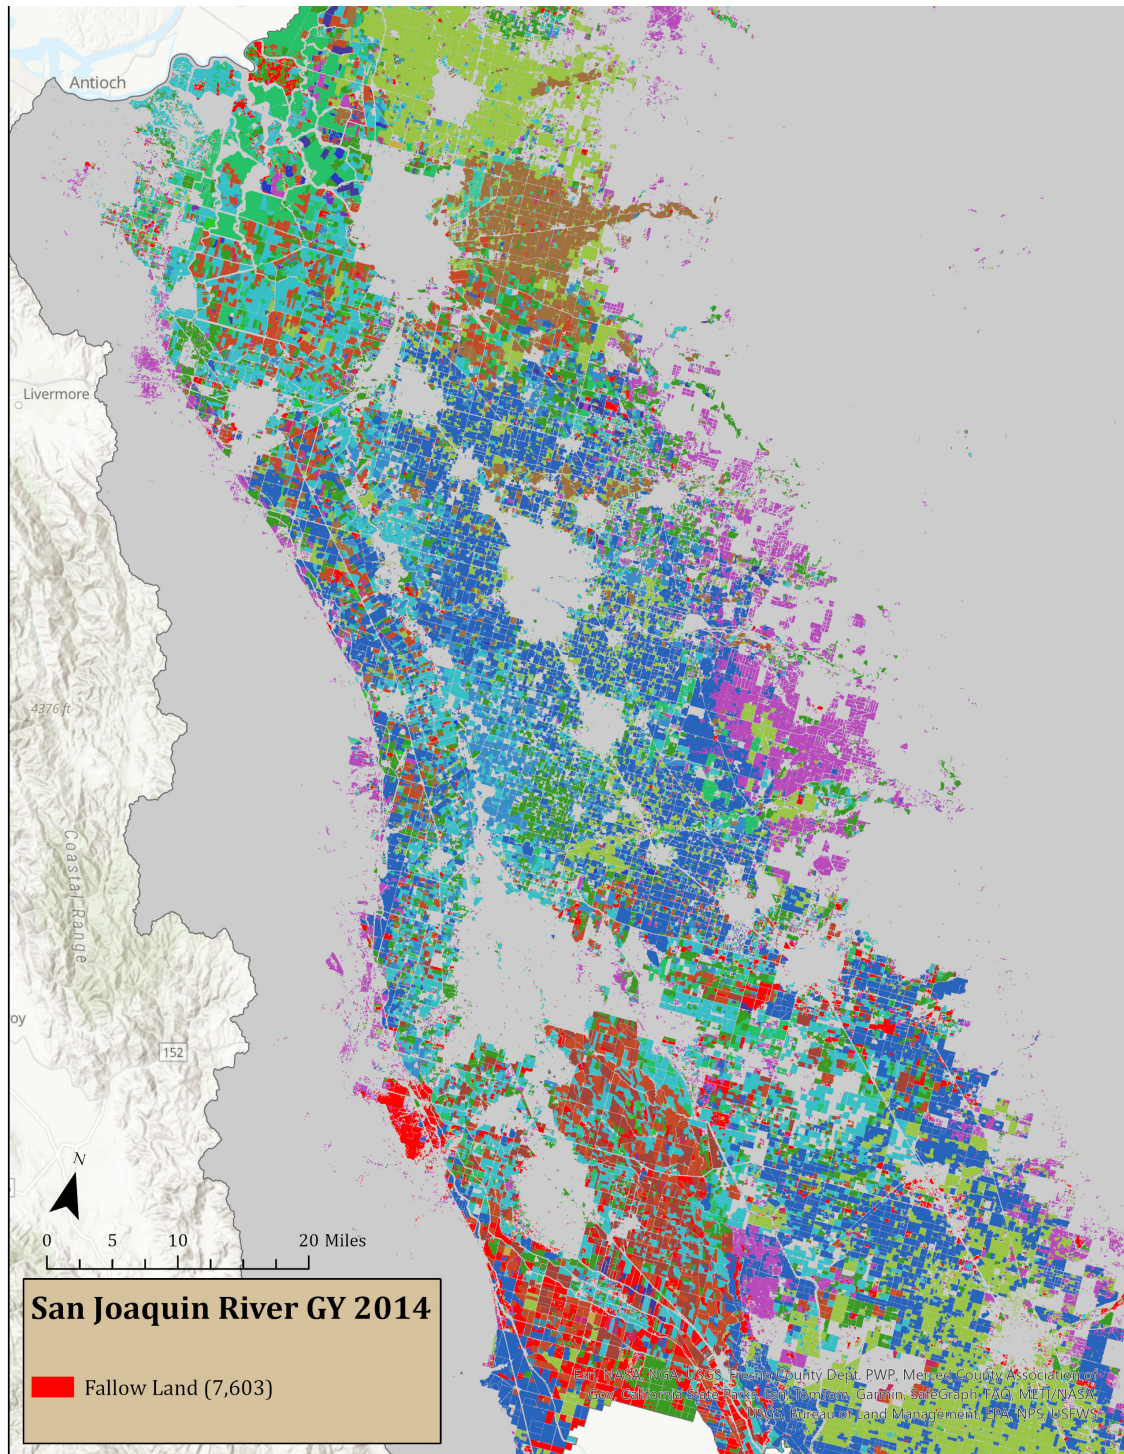 Antioch
Livermore
4376 ft
Coastal Range
oy
152
N
0 5 10 20 Miles
San Joaquin River GY 2014
Fallow Land (7,603)
Esri, NASA, NGA, USGS, Fresno County Dept. PWP, Merced County Association of
Gov, California State Parks, Esri, TomTom, Garmin, SafeGraph, FAO, METI/NASA,
USGS, Bureau of Land Management, EPA, NPS, USFWS